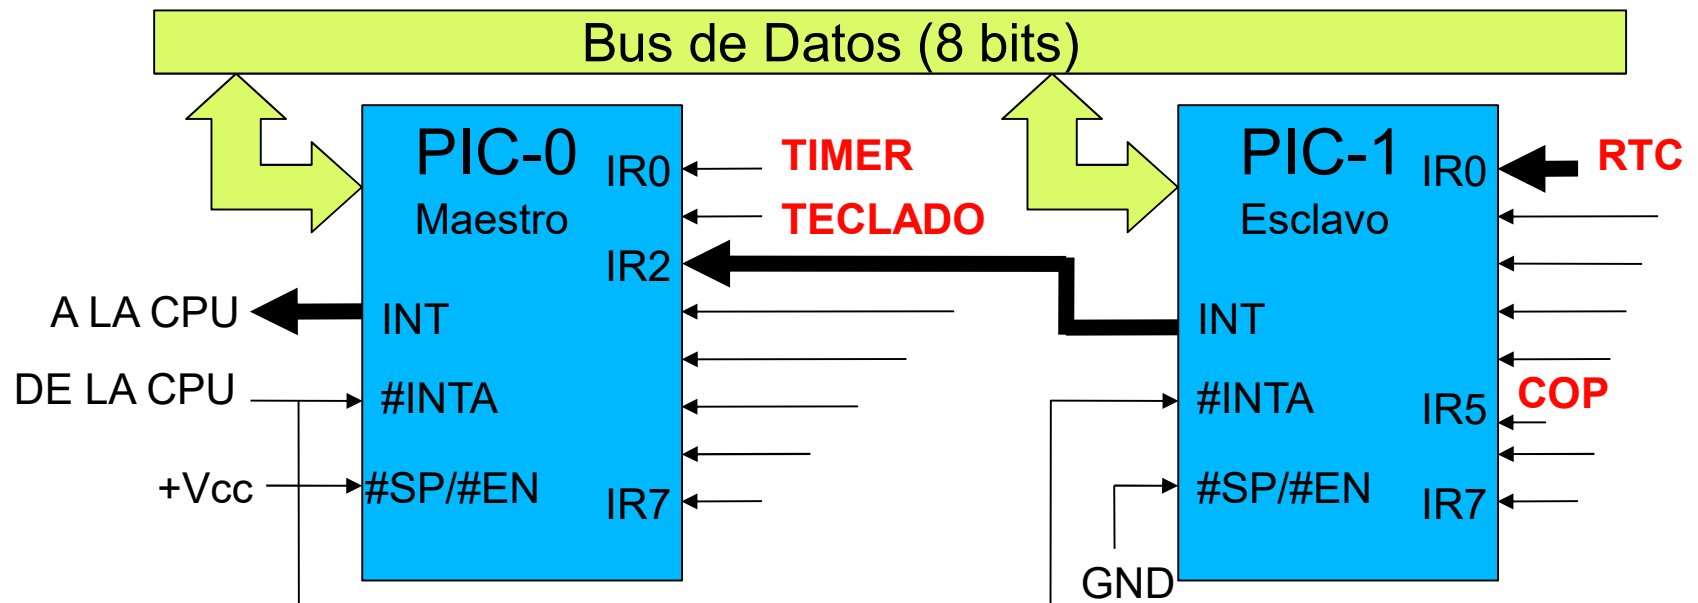 Bus de Datos (8 bits)
PIC-0
Maestro
IR0
TIMER
TECLADO
IR2
A LA CPU
INT
DE LA CPU
#INTA
+Vcc
#SP/#EN
IR7
PIC-1
Esclavo
IR0
RTC
INT
#INTA
COP
IR5
#SP/#EN
IR7
GND